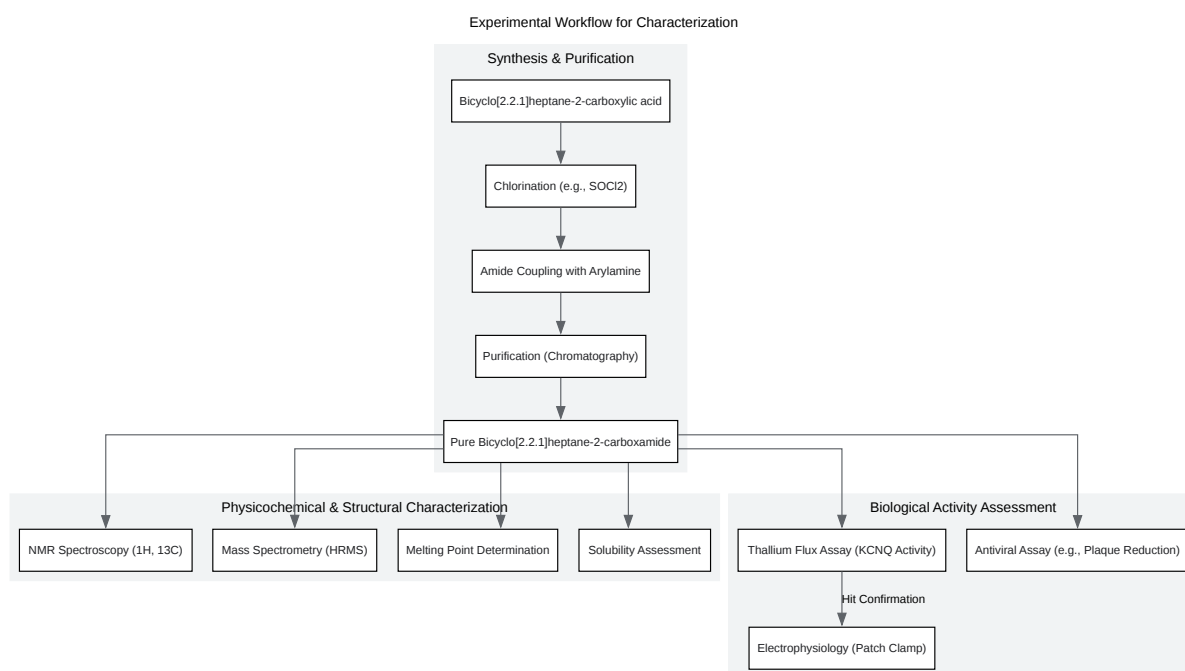 Experimental Workflow for Characterization
Synthesis & Purification
Bicyclo[2.2.1]heptane-2-carboxylic acid
Chlorination (e.g., SOCl2)
Amide Coupling with Arylamine
Purification (Chromatography)
Pure Bicyclo[2.2.1]heptane-2-carboxamide
Physicochemical & Structural Characterization
NMR Spectroscopy (1H, 13C)
Mass Spectrometry (HRMS)
Melting Point Determination
Solubility Assessment
Biological Activity Assessment
Thallium Flux Assay (KCNQ Activity)
Antiviral Assay (e.g., Plaque Reduction)
Hit Confirmation
Electrophysiology (Patch Clamp)